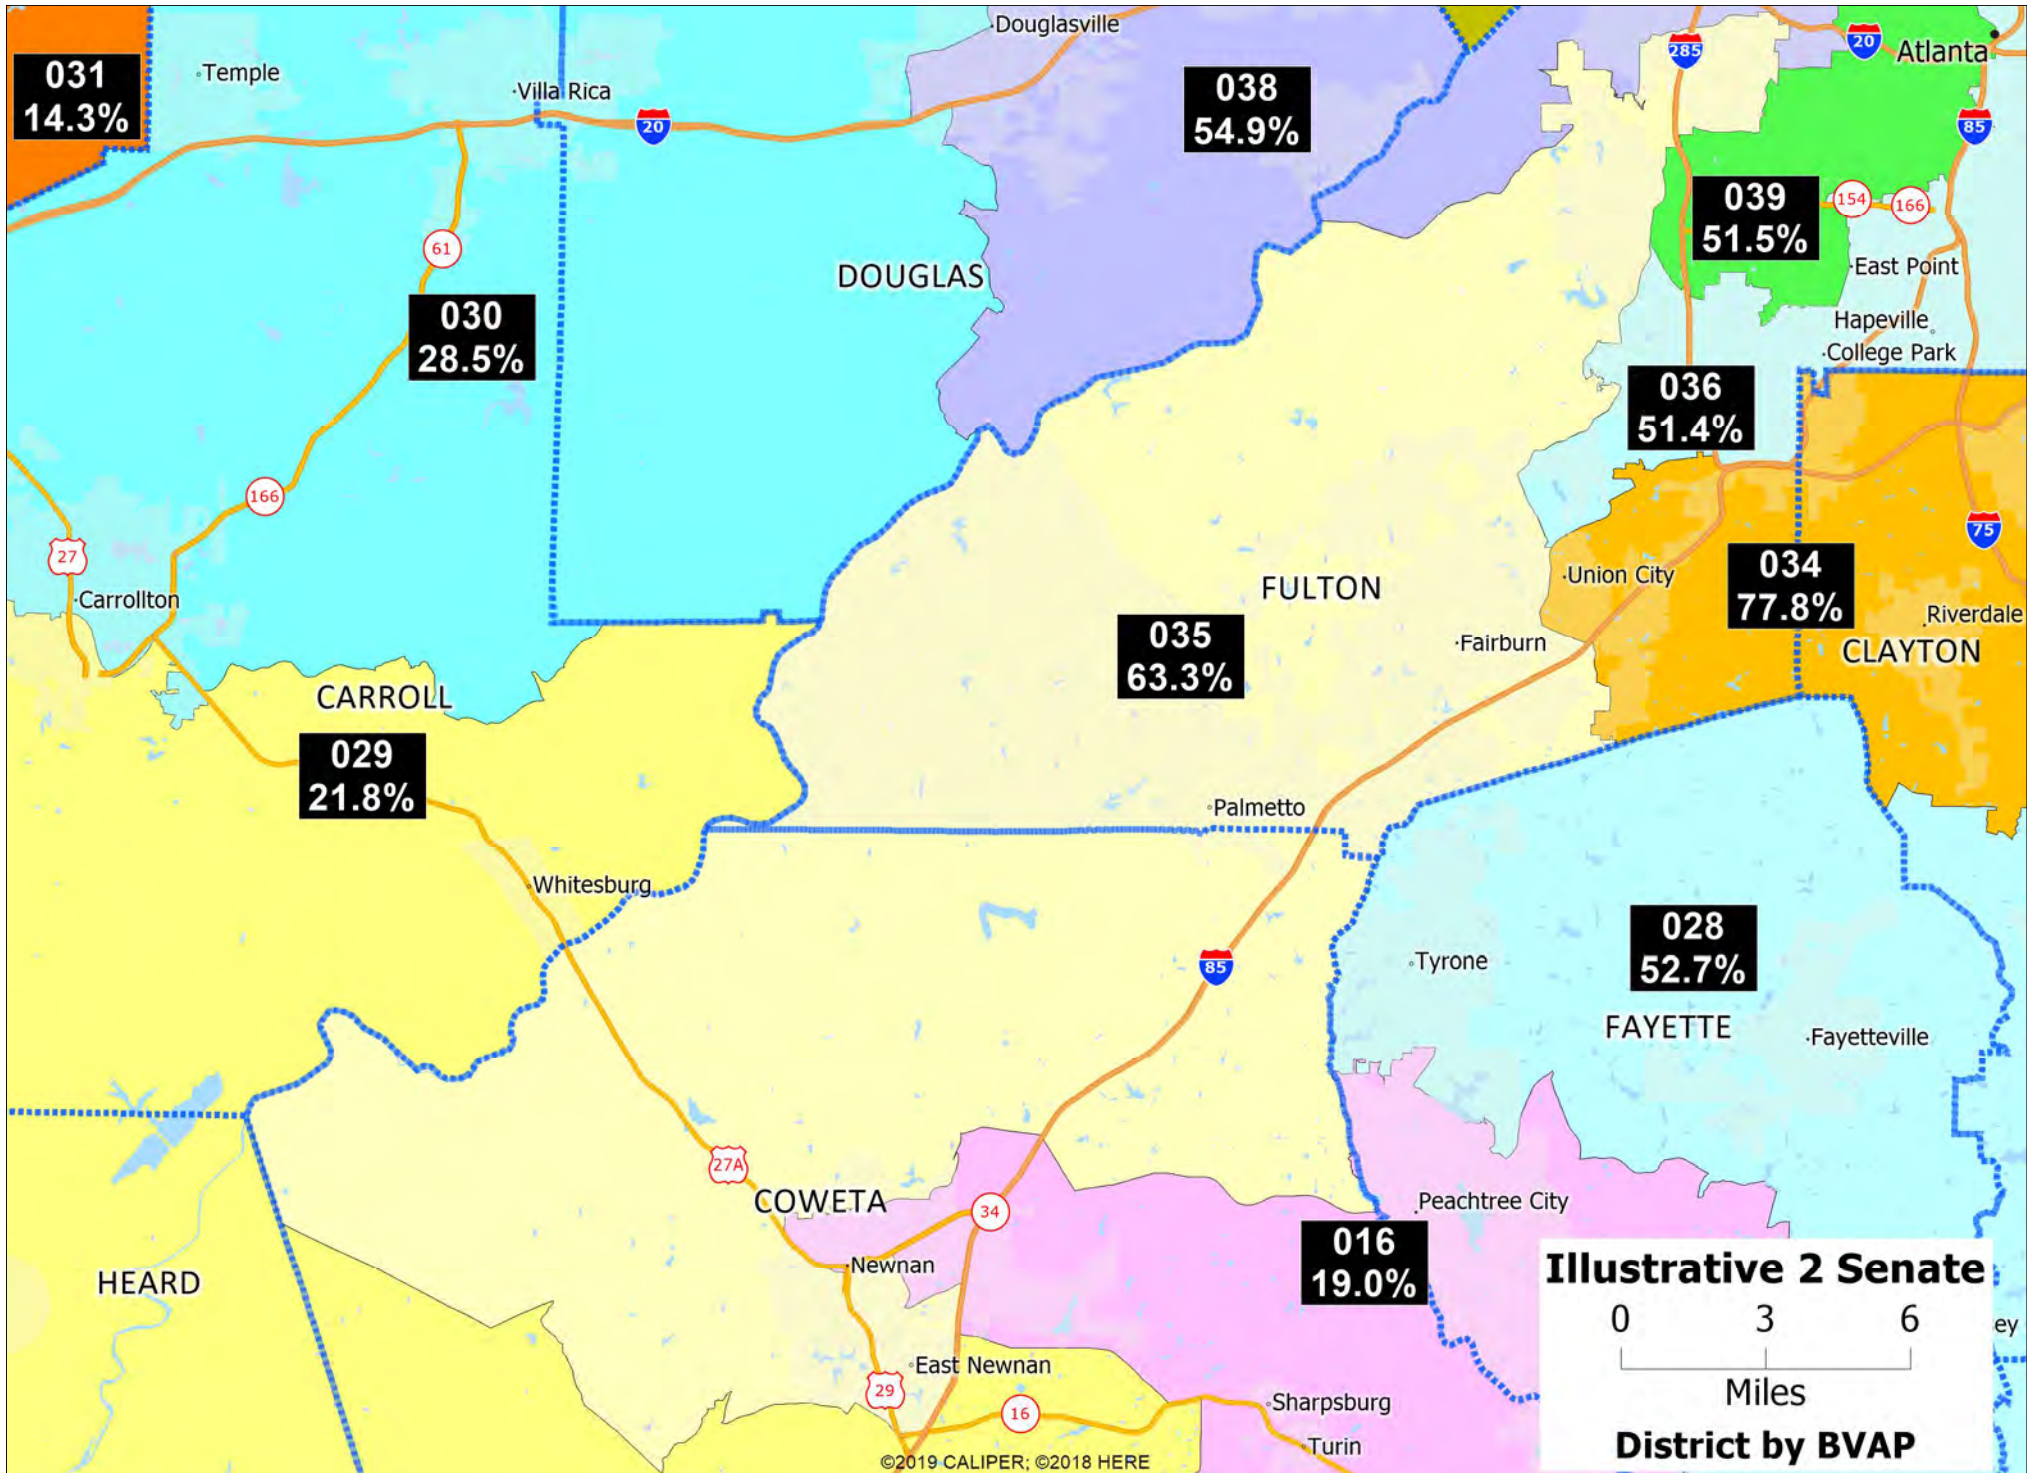 Douglasville
285
20
Atlanta
031
14.3%
Temple
Villa Rica
20
038
54.9%
85
039
51.5%
154
166
61
DOUGLAS
East Point
030
28.5%
Hapeville
College Park
036
51.4%
166
27
75
Carrollton
FULTON
Union City
034
77.8%
Riverdale
035
63.3%
Fairburn
CLAYTON
CARROLL
029
21.8%
Palmetto
Whitesburg
028
52.7%
85
Tyrone
FAYETTE
Fayetteville
27A
COWETA
34
Peachtree City
016
19.0%
HEARD
Newnan
Illustrative 2 Senate
0 3 6
Miles
District by BVAP
ey
East Newnan
29
16
Sharpsburg
Turin
©2019 CALIPER; ©2018 HERE